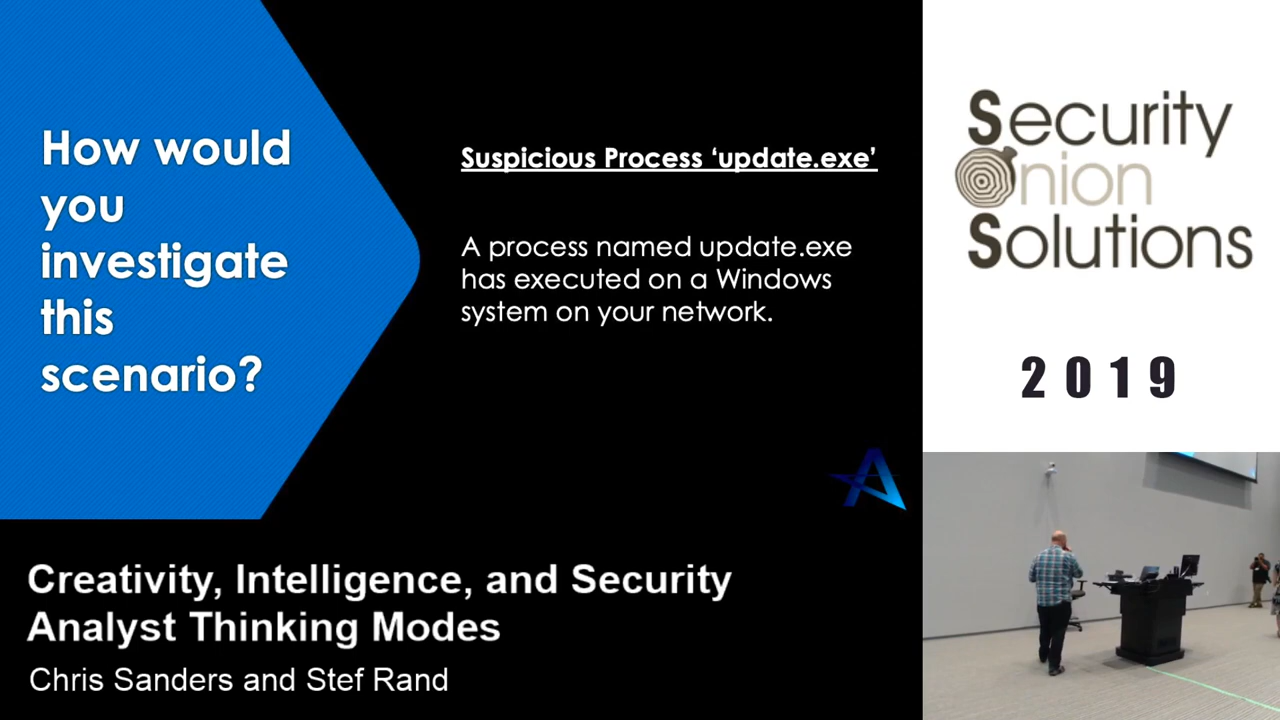 How would
you
investigate
this
scenario?
Suspicious Process ‘update.exe’
A process named update.exe
has executed on a Windows
system on your network.
Security
Onion
Solutions
2019
Creativity, Intelligence, and Security
Analyst Thinking Modes
Chris Sanders and Stef Rand